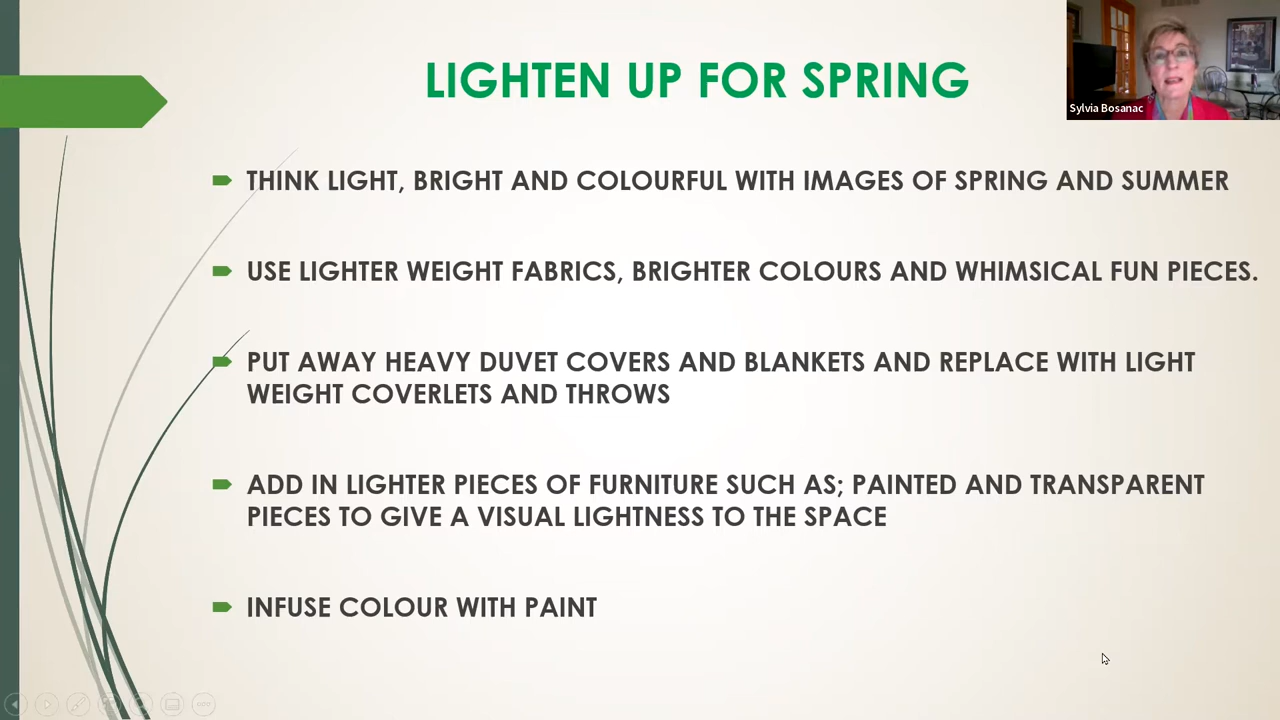 LIGHTEN UP FOR SPRING
Sylvia Bosanac
THINK LIGHT, BRIGHT AND COLOURFUL WITH IMAGES OF SPRING AND SUMMER
USE LIGHTER WEIGHT FABRICS, BRIGHTER COLOURS AND WHIMSICAL FUN PIECES.
PUT AWAY HEAVY DUVET COVERS AND BLANKETS AND REPLACE WITH LIGHT
WEIGHT COVERLETS AND THROWS
ADD IN LIGHTER PIECES OF FURNITURE SUCH AS; PAINTED AND TRANSPARENT
PIECES TO GIVE A VISUAL LIGHTNESS TO THE SPACE
INFUSE COLOUR WITH PAINT